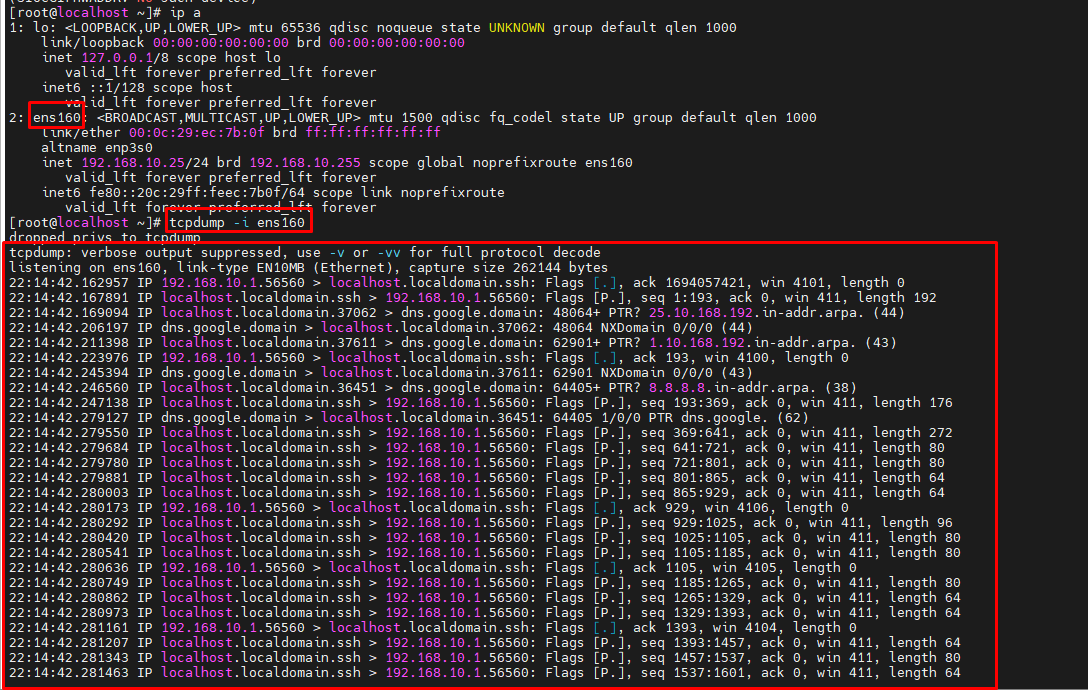 [root@localhost ~]# ip a
1: lo: <LOOPBACK,UP,LOWER_UP> mtu 65536 qdisc noqueue state UNKNOWN group default qlen 1000
    link/loopback 00:00:00:00:00:00 brd 00:00:00:00:00:00
    inet 127.0.0.1/8 scope host lo
       valid_lft forever preferred_lft forever
    inet6 ::1/128 scope host
       valid_lft forever preferred_lft forever
2: ens160: <BROADCAST,MULTICAST,UP,LOWER_UP> mtu 1500 qdisc fq_codel state UP group default qlen 1000
    link/ether 00:0c:29:ec:7b:0f brd ff:ff:ff:ff:ff:ff
    altname enp3s0
    inet 192.168.10.25/24 brd 192.168.10.255 scope global noprefixroute ens160
       valid_lft forever preferred_lft forever
    inet6 fe80::20c:29ff:feec:7b0f/64 scope link noprefixroute
       valid_lft forever preferred_lft forever
[root@localhost ~]# tcpdump -i ens160
dropped privs to tcpdump
tcpdump: verbose output suppressed, use -v or -vv for full protocol decode
listening on ens160, link-type EN10MB (Ethernet), capture size 262144 bytes
22:14:42.162957 IP 192.168.10.1.56560 > localhost.localdomain.ssh: Flags [.], ack 1694057421, win 4101, length 0
22:14:42.167891 IP localhost.localdomain.ssh > 192.168.10.1.56560: Flags [P.], seq 1:193, ack 0, win 411, length 192
22:14:42.169094 IP localhost.localdomain.37062 > dns.google.domain: 48064+ PTR? 25.10.168.192.in-addr.arpa. (44)
22:14:42.206197 IP dns.google.domain > localhost.localdomain.37062: 48064 NXDomain 0/0/0 (44)
22:14:42.211398 IP localhost.localdomain.37611 > dns.google.domain: 62901+ PTR? 1.10.168.192.in-addr.arpa. (43)
22:14:42.223976 IP 192.168.10.1.56560 > localhost.localdomain.ssh: Flags [.], ack 193, win 4100, length 0
22:14:42.245394 IP dns.google.domain > localhost.localdomain.37611: 62901 NXDomain 0/0/0 (43)
22:14:42.246560 IP localhost.localdomain.36451 > dns.google.domain: 64405+ PTR? 8.8.8.8.in-addr.arpa. (38)
22:14:42.247138 IP localhost.localdomain.ssh > 192.168.10.1.56560: Flags [P.], seq 193:369, ack 0, win 411, length 176
22:14:42.279127 IP dns.google.domain > localhost.localdomain.36451: 64405 1/0/0 PTR dns.google. (62)
22:14:42.279550 IP localhost.localdomain.ssh > 192.168.10.1.56560: Flags [P.], seq 369:641, ack 0, win 411, length 272
22:14:42.279684 IP localhost.localdomain.ssh > 192.168.10.1.56560: Flags [P.], seq 641:721, ack 0, win 411, length 80
22:14:42.279780 IP localhost.localdomain.ssh > 192.168.10.1.56560: Flags [P.], seq 721:801, ack 0, win 411, length 80
22:14:42.279881 IP localhost.localdomain.ssh > 192.168.10.1.56560: Flags [P.], seq 801:865, ack 0, win 411, length 64
22:14:42.280003 IP localhost.localdomain.ssh > 192.168.10.1.56560: Flags [P.], seq 865:929, ack 0, win 411, length 64
22:14:42.280173 IP 192.168.10.1.56560 > localhost.localdomain.ssh: Flags [.], ack 929, win 4106, length 0
22:14:42.280292 IP localhost.localdomain.ssh > 192.168.10.1.56560: Flags [P.], seq 929:1025, ack 0, win 411, length 96
22:14:42.280420 IP localhost.localdomain.ssh > 192.168.10.1.56560: Flags [P.], seq 1025:1105, ack 0, win 411, length 80
22:14:42.280541 IP localhost.localdomain.ssh > 192.168.10.1.56560: Flags [P.], seq 1105:1185, ack 0, win 411, length 80
22:14:42.280636 IP 192.168.10.1.56560 > localhost.localdomain.ssh: Flags [.], ack 1105, win 4105, length 0
22:14:42.280749 IP localhost.localdomain.ssh > 192.168.10.1.56560: Flags [P.], seq 1185:1265, ack 0, win 411, length 80
22:14:42.280862 IP localhost.localdomain.ssh > 192.168.10.1.56560: Flags [P.], seq 1265:1329, ack 0, win 411, length 64
22:14:42.280973 IP localhost.localdomain.ssh > 192.168.10.1.56560: Flags [P.], seq 1329:1393, ack 0, win 411, length 64
22:14:42.281161 IP 192.168.10.1.56560 > localhost.localdomain.ssh: Flags [.], ack 1393, win 4104, length 0
22:14:42.281207 IP localhost.localdomain.ssh > 192.168.10.1.56560: Flags [P.], seq 1393:1457, ack 0, win 411, length 64
22:14:42.281343 IP localhost.localdomain.ssh > 192.168.10.1.56560: Flags [P.], seq 1457:1537, ack 0, win 411, length 80
22:14:42.281463 IP localhost.localdomain.ssh > 192.168.10.1.56560: Flags [P.], seq 1537:1601, ack 0, win 411, length 64